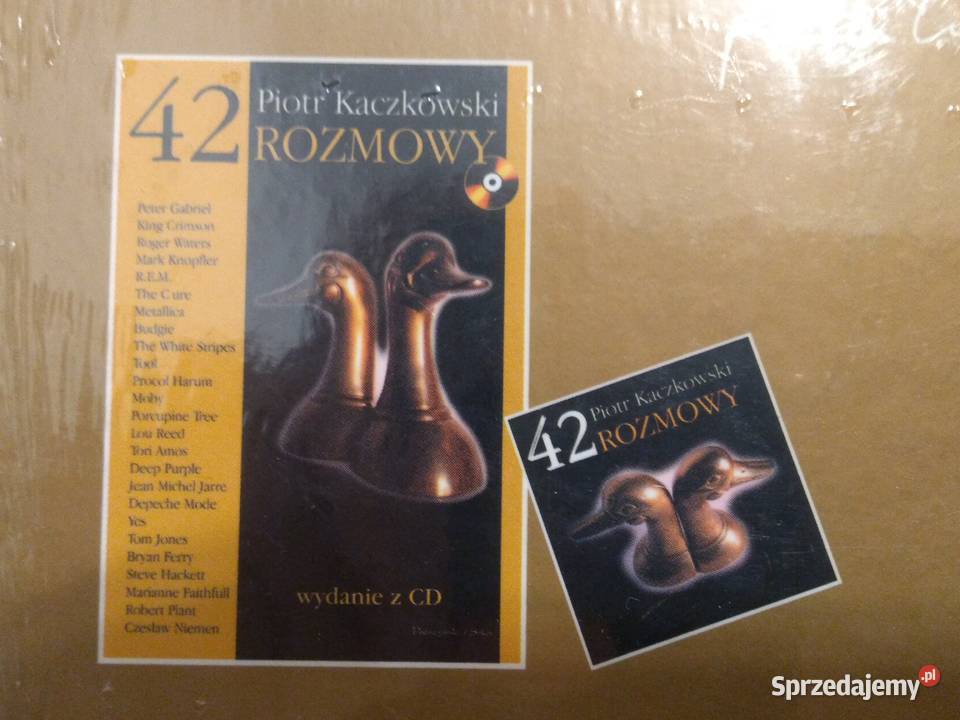 42 Piotr Kaczkowski
ROZMOWY
Peter Gabriel
King Crimson
Roger Waters
Mark Knopfler
R.E.M.
The Cure
Metallica
Budgie
The White Stripes
Tool
Procol Harum
Moby
Porcupine Tree
Lou Reed
Tori Amos
Deep Purple
Jean Michel Jarre
Depeche Mode
Yes
Tom Jones
Bryan Ferry
Steve Hackett
Marianne Faithfull
Robert Plant
Czesław Niemen
wydanie z CD
42 Piotr Kaczkowski
ROZMOWY
Sprzedajemy.pl